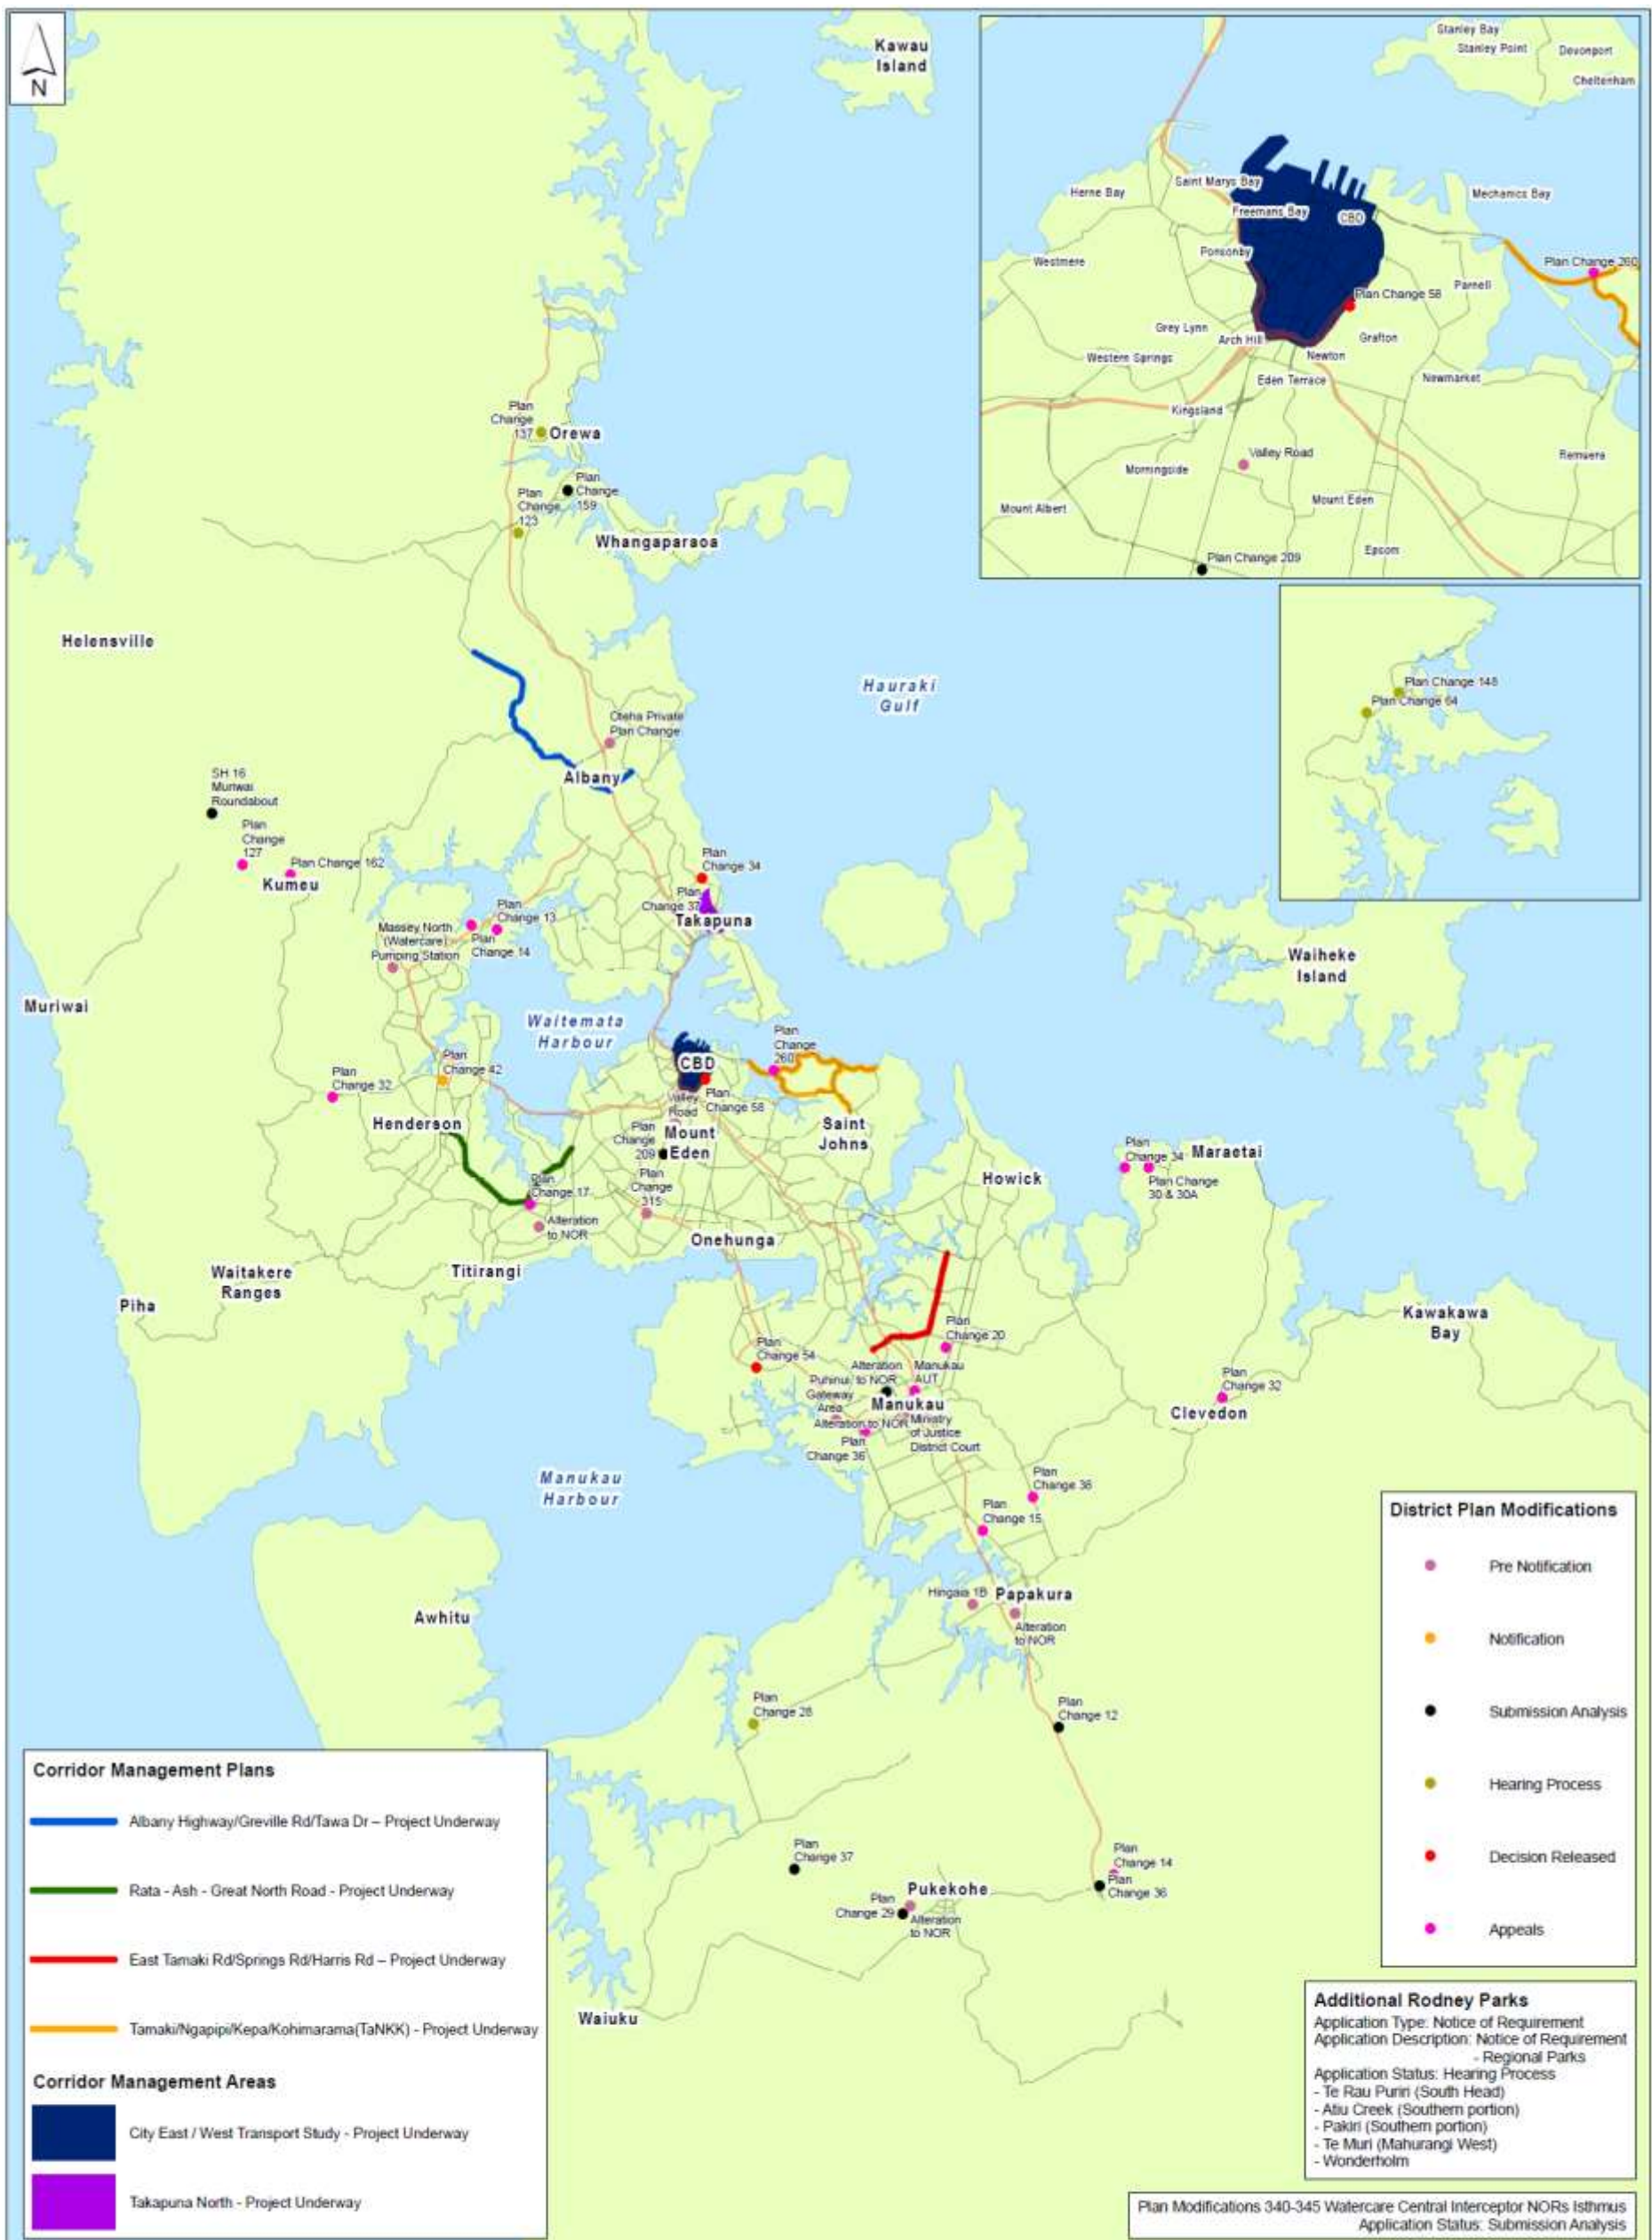 N
Kawau
Island
Stanley Bay
Stanley Point
Devonport
Cheltenham
Herne Bay
Saint Marys Bay
Mechanics Bay
Freemans Bay
CBD
Ponsonby
Westmere
Plan Change 260
Parnell
Plan Change 58
Grey Lynn
Arch Hill
Grafton
Western Springs
Newton
Eden Terrace
Newmarket
Kingsland
Valley Road
Remuera
Morningside
Mount Eden
Mount Albert
Epsom
Plan Change 209
Plan
Change
137
Orewa
Plan
Change
159
Plan
Change
123
Whangaparaoa
Helensville
Hauraki
Gulf
Plan Change 148
Plan Change 64
Oteha Private
Plan Change
Albany
SH 16
Muriwai
Roundabout
Plan
Change
127
Plan Change 162
Kumeu
Plan
Change 34
Plan
Change 37
Takapuna
Plan
Change 13
Plan
Change 14
Massey North
(Watercare)
Pumping Station
Muriwai
Waiheke
Island
Waitemata
Harbour
Plan
Change
260
CBD
Plan
Change 58
Valley
Road
Plan
Change 42
Plan
Change 32
Henderson
Plan
Change
209
Mount
Eden
Saint
Johns
Plan
Change
315
Plan
Change 17
Alteration
to NOR
Howick
Plan
Change 34
Maraetai
Plan Change
30 & 30A
Onehunga
Titirangi
Waitakere
Ranges
Piha
Kawakawa
Bay
Plan
Change 20
Plan
Change 54
Alteration
to NOR
Manukau
AUT
Puhinui
Gateway
Area
Manukau
Alteration to NOR
Ministry
of Justice
District Court
Plan
Change 36
Plan
Change 32
Clevedon
Manukau
Harbour
Plan
Change 38
Plan
Change 15
Hingaia 1B
Papakura
Alteration
to NOR
Awhitu
Plan
Change 28
Plan
Change 12
Plan
Change 37
Plan
Change 14
Plan
Change 36
Pukekohe
Plan
Change 29
Alteration
to NOR
Waiuku
District Plan Modifications
Pre Notification
Notification
Submission Analysis
Hearing Process
Decision Released
Appeals
Corridor Management Plans
Albany Highway/Greville Rd/Tawa Dr – Project Underway
Rata - Ash - Great North Road - Project Underway
East Tamaki Rd/Springs Rd/Harris Rd – Project Underway
Tamaki/Ngapipi/Kepa/Kohimarama(TaNKK) - Project Underway
Corridor Management Areas
City East / West Transport Study - Project Underway
Takapuna North - Project Underway
Additional Rodney Parks
Application Type: Notice of Requirement
Application Description: Notice of Requirement
- Regional Parks
Application Status: Hearing Process
- Te Rau Puriri (South Head)
- Atiu Creek (Southern portion)
- Pakiri (Southern portion)
- Te Muri (Mahurangi West)
- Wonderholm
Plan Modifications 340-345 Watercare Central Interceptor NORs Isthmus
Application Status: Submission Analysis